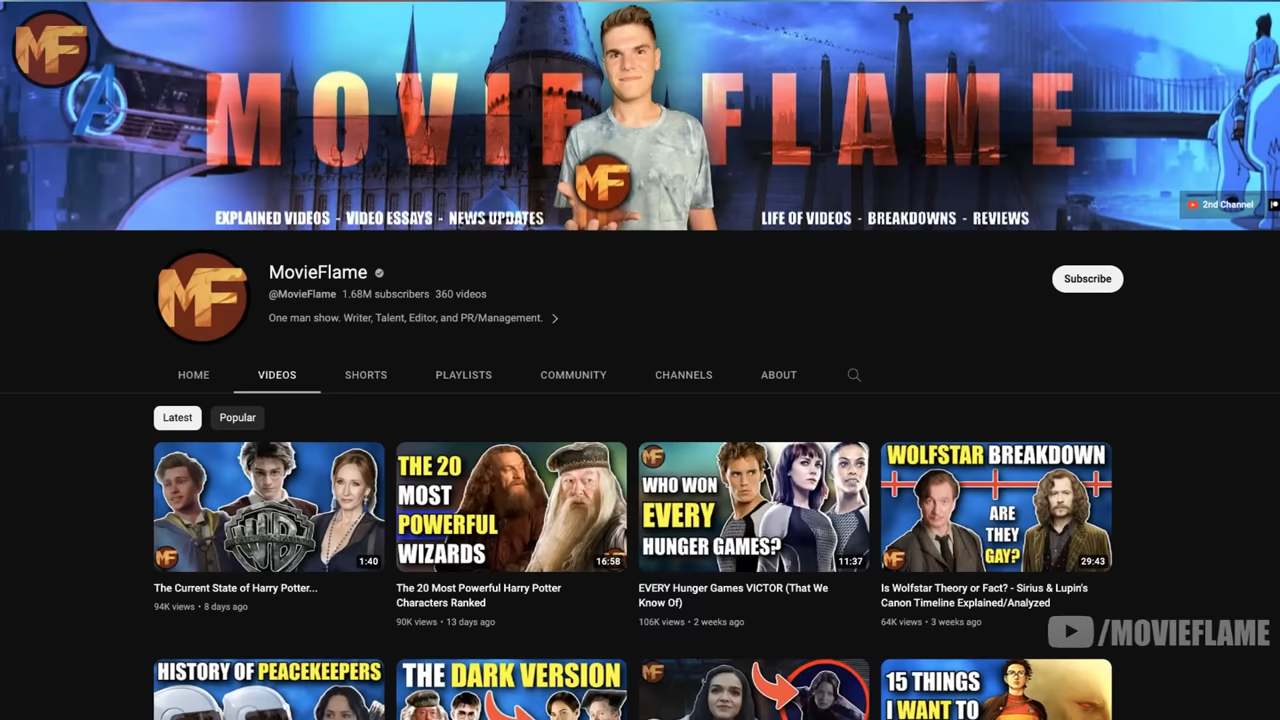 MF
MOVIE FLAME
MF
EXPLAINED VIDEOS - VIDEO ESSAYS - NEWS UPDATES
LIFE OF VIDEOS - BREAKDOWNS - REVIEWS
2nd Channel
MF
MovieFlame
@MovieFlame 1.68M subscribers 360 videos
One man show. Writer, Talent, Editor, and PR/Management.
Subscribe
HOME
VIDEOS
SHORTS
PLAYLISTS
COMMUNITY
CHANNELS
ABOUT
Latest
Popular
WB
MF
1:40
The Current State of Harry Potter...
94K views • 8 days ago
THE 20
MOST
POWERFUL
WIZARDS
16:58
The 20 Most Powerful Harry Potter
Characters Ranked
90K views • 13 days ago
MF
WHO WON
EVERY
HUNGER GAMES?
11:37
EVERY Hunger Games VICTOR (That We
Know Of)
106K views • 2 weeks ago
WOLFSTAR BREAKDOWN
ARE
THEY
GAY?
MF
29:43
Is Wolfstar Theory or Fact? - Sirius & Lupin's
Canon Timeline Explained/Analyzed
64K views • 3 weeks ago
/MOVIEFLAME
HISTORY OF PEACEKEEPERS
THE DARK VERSION
MF
15 THINGS
I WANT TO